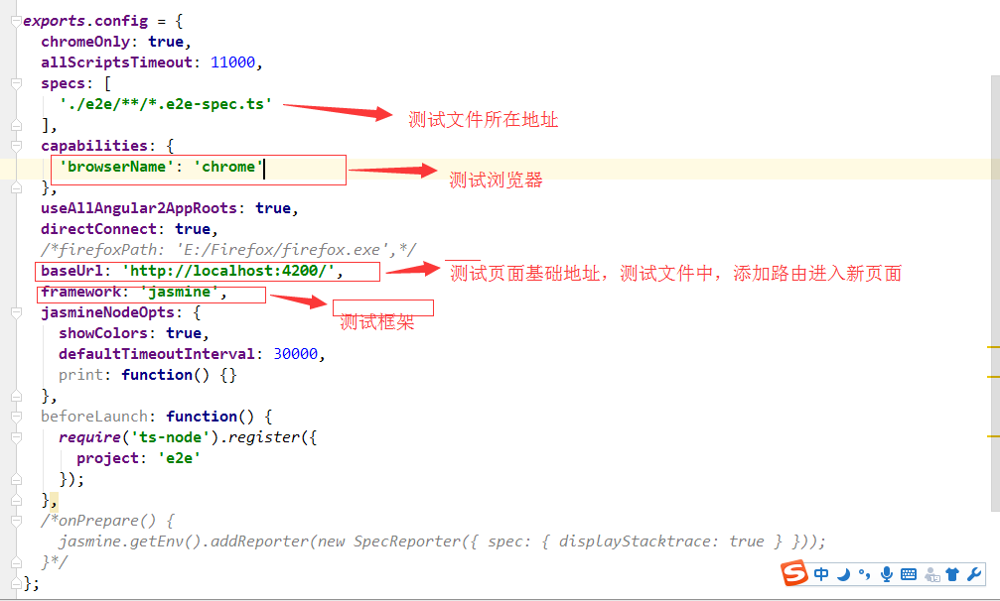 exports.config = {
chromeOnly: true,
allScriptsTimeout: 11000,
specs: [
'./e2e/**/*.e2e-spec.ts'
测试文件所在地址
],
capabilities: {
'browserName': 'chrome'
测试浏览器
},
useAllAngular2AppRoots: true,
directConnect: true,
/*firefoxPath: 'E:/Firefox/firefox.exe',*/
baseUrl: 'http://localhost:4200/',
测试页面基础地址，测试文件中，添加路由进入新页面
framework: 'jasmine',
测试框架
jasmineNodeOpts: {
showColors: true,
defaultTimeoutInterval: 30000,
print: function() {}
},
beforeLaunch: function() {
require('ts-node').register({
project: 'e2e'
});
},
/*onPrepare() {
jasmine.getEnv().addReporter(new SpecReporter({ spec: { displayStacktrace: true } }));
}*/
};
S 中